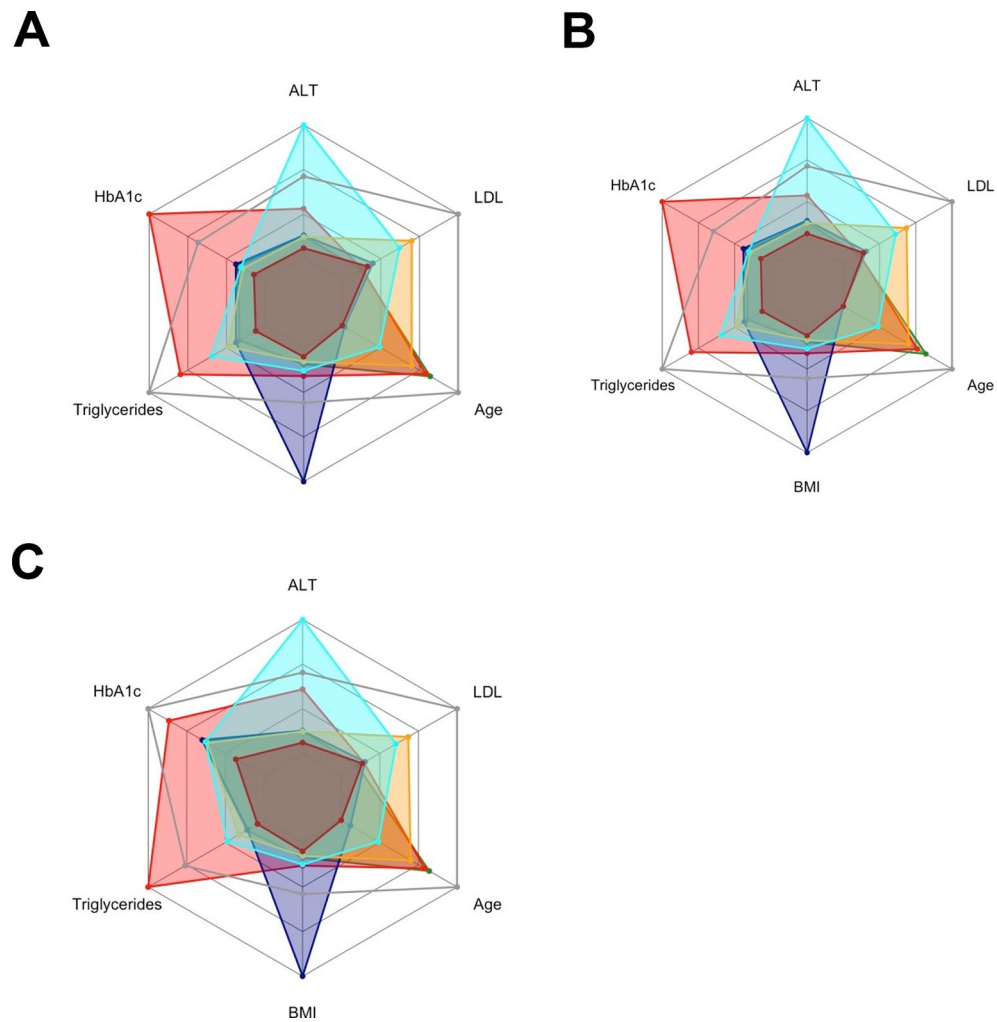 A
B
ALT
ALT
HbA1c
LDL
HbA1c
LDL
Triglycerides
Age
Triglycerides
Age
BMI
C
ALT
HbA1c
LDL
Triglycerides
Age
BMI